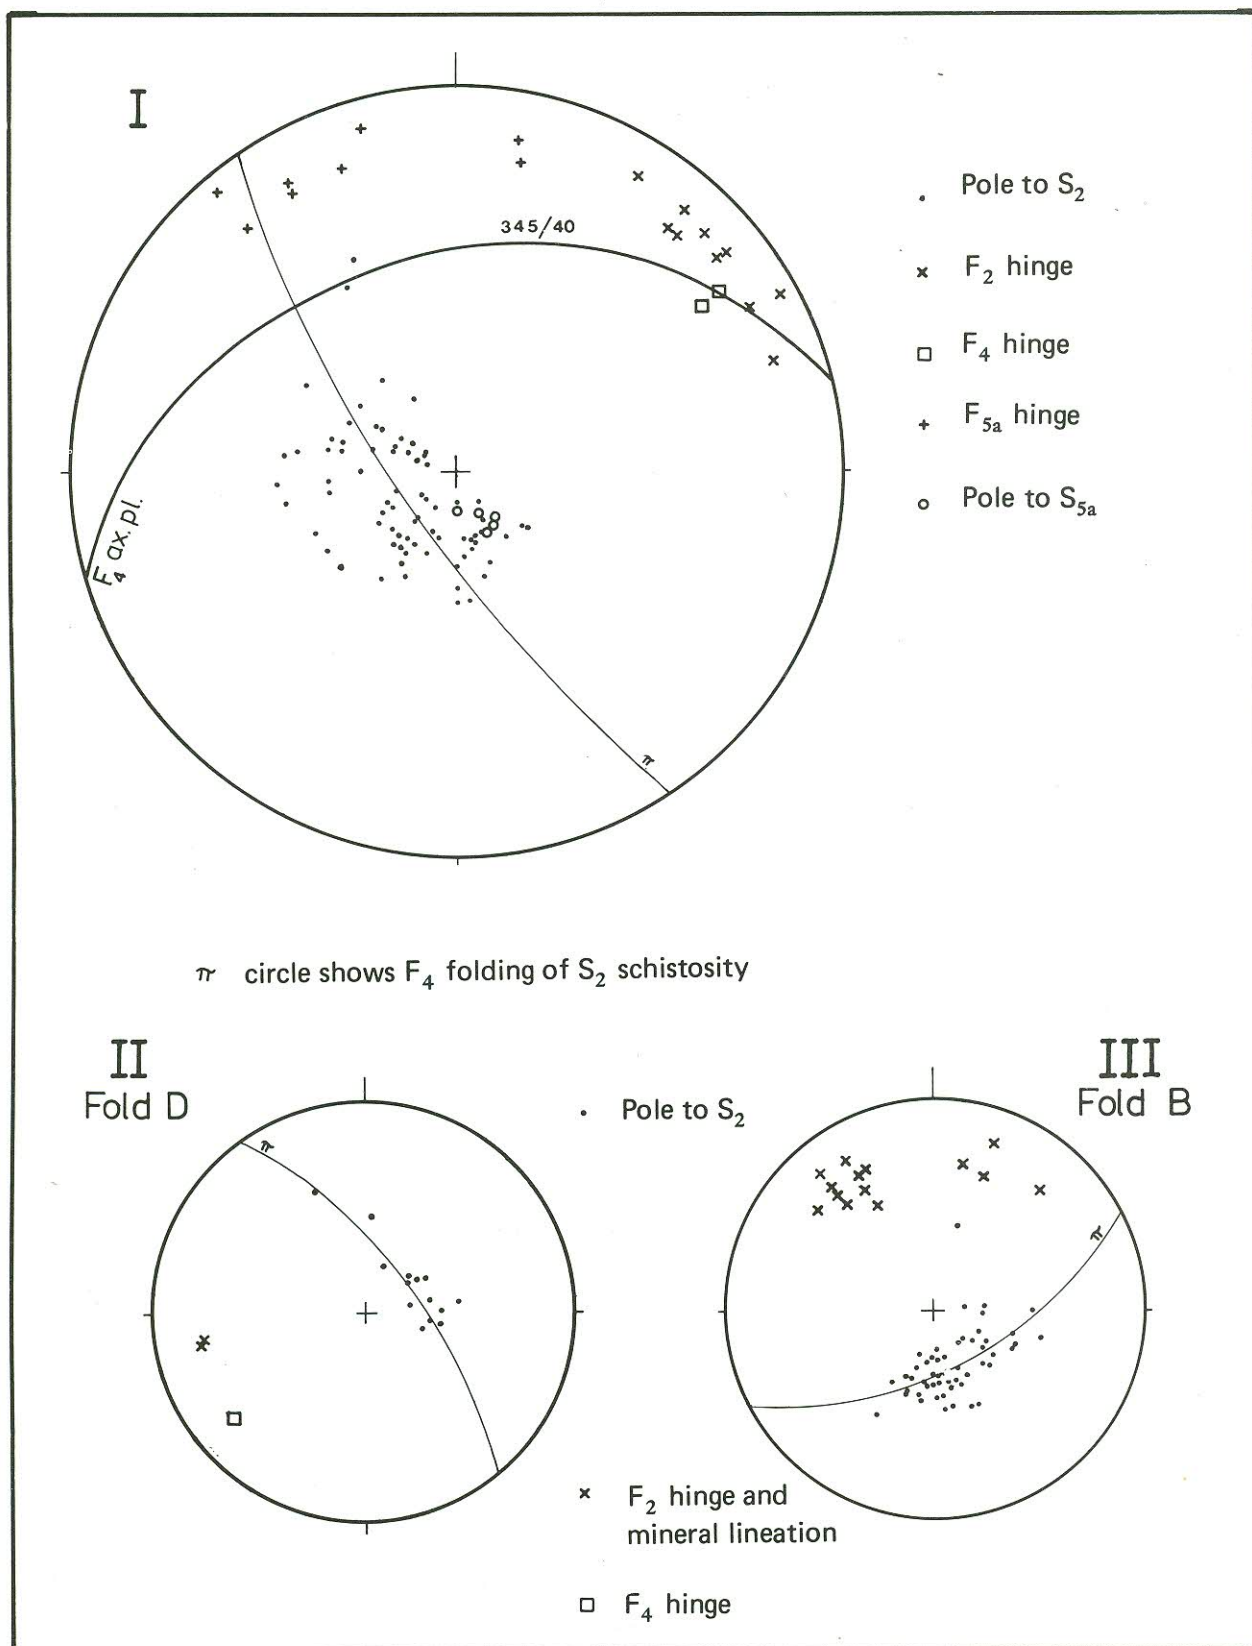 I
Pole to S₂
F₂ hinge
345/40
F₄ hinge
F₅ₐ hinge
Pole to S₅ₐ
F₄ ax.pl.
π
π circle shows F₄ folding of S₂ schistosity
II
Fold D
III
Fold B
Pole to S₂
π
π
F₂ hinge and
mineral lineation
F₄ hinge